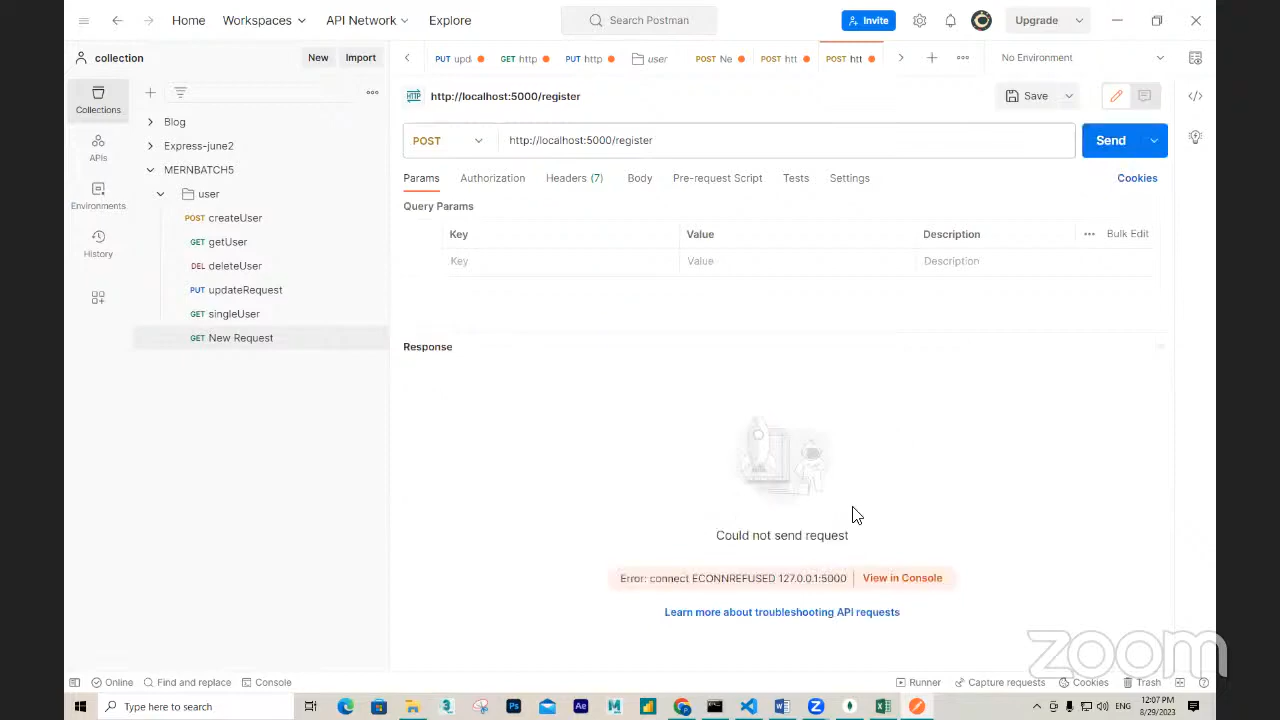 Home Workspaces API Network Explore Search Postman Invite Upgrade
collection New Import PUT upd GET http PUT http user POST Ne POST htt POST htt No Environment
Collections
APIs
Environments
History
Blog
Express-june2
MERNBATCH5
user
POST createUser
GET getUser
DEL deleteUser
PUT updateRequest
GET singleUser
GET New Request
HTTP http://localhost:5000/register Save
POST http://localhost:5000/register Send
Params Authorization Headers (7) Body Pre-request Script Tests Settings Cookies
Query Params
Key Value Description Bulk Edit
Key Value Description
Response
Could not send request
Error: connect ECONNREFUSED 127.0.0.1:5000 View in Console
Learn more about troubleshooting API requests
zoom
Online Find and replace Console Runner Capture requests Cookies Trash
Type here to search
ENG
12:07 PM
8/29/2023